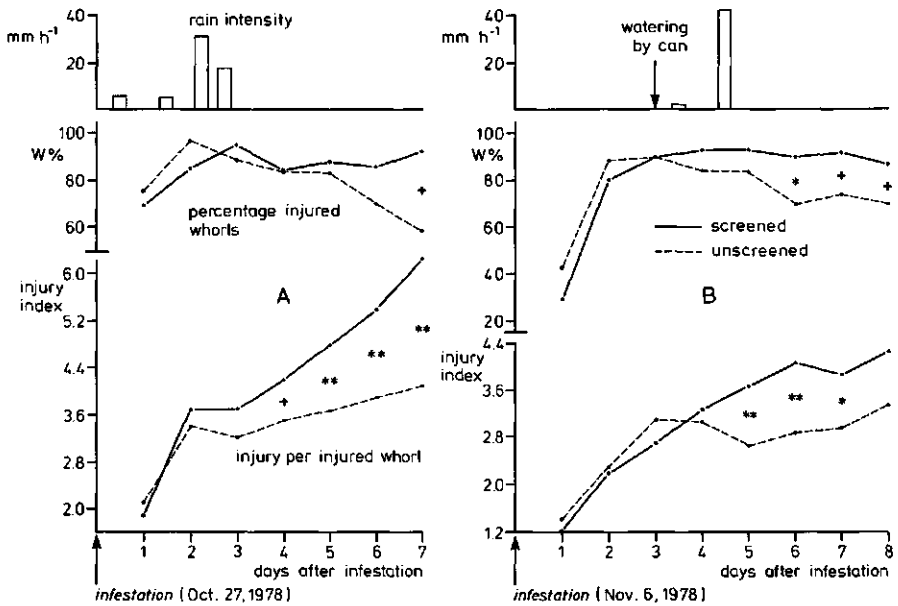 40
mm h⁻¹
20
rain intensity
100
W%
80
60
percentage injured
whorls
+
injury
index
6.0
5.2
4.4
3.6
2.8
2.0
A
+ ** ** **
injury per injured whorl
1 2 3 4 5 6 7
days after infestation
infestation (Oct. 27, 1978)
40
mm h⁻¹
20
watering
by can
100
W%
80
60
40
20
* + +
screened
unscreened
B
injury
index
4.4
3.6
2.8
2.0
1.2
** ** *
1 2 3 4 5 6 7 8
days after infestation
infestation (Nov. 6, 1978)